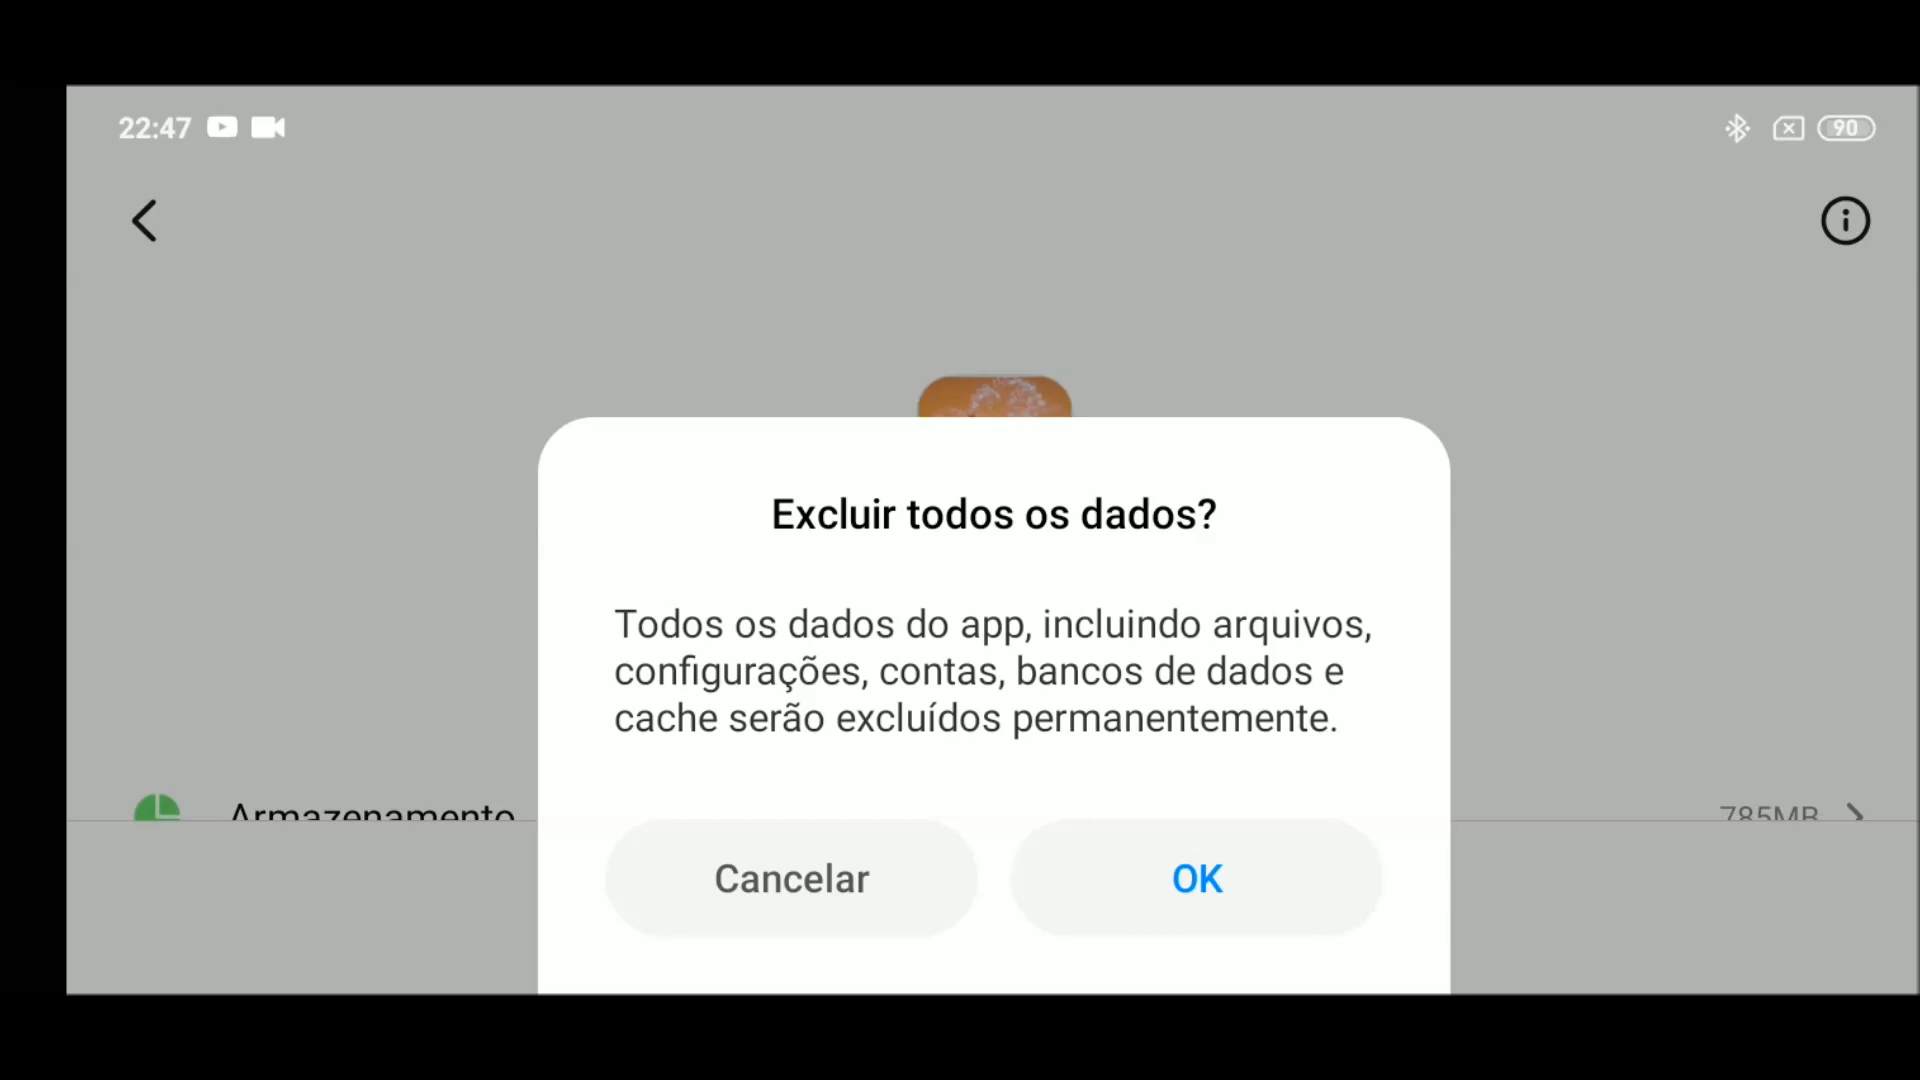 22:47
90
Excluir todos os dados?
Todos os dados do app, incluindo arquivos,
configurações, contas, bancos de dados e
cache serão excluídos permanentemente.
Armazenamento
785MB
Cancelar
OK